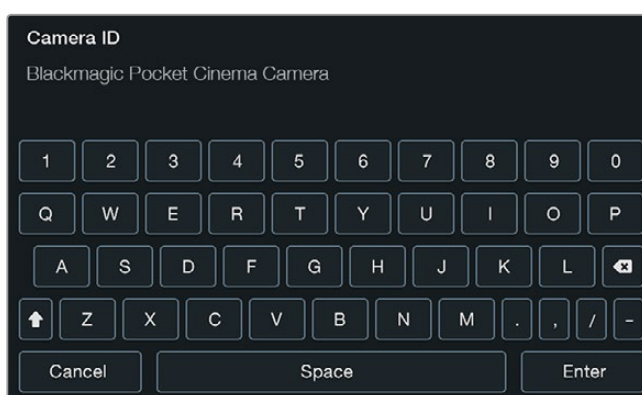 Camera ID
Blackmagic Pocket Cinema Camera
1 2 3 4 5 6 7 8 9 0
Q W E R T Y U I O P
A S D F G H J K L
Z X C V B N M . , / -
Cancel Space Enter